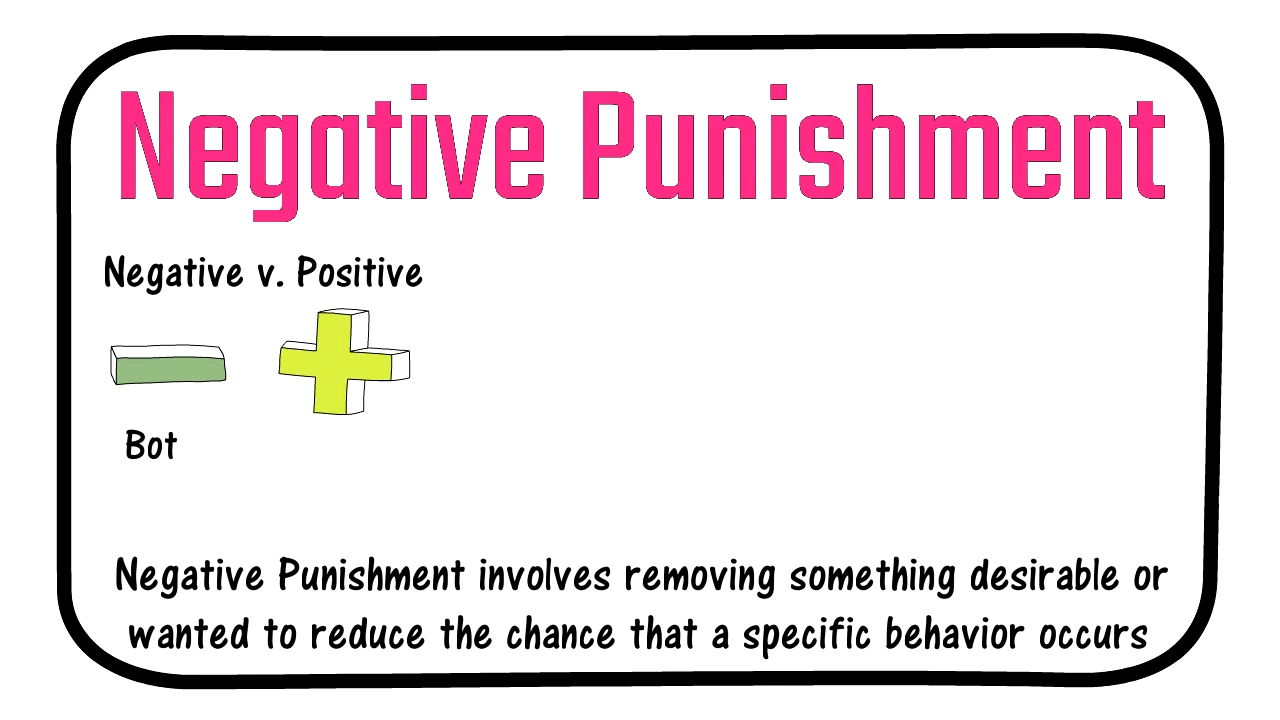 Negative Punishment
Negative v. Positive
Bot
Negative Punishment involves removing something desirable or
wanted to reduce the chance that a specific behavior occurs